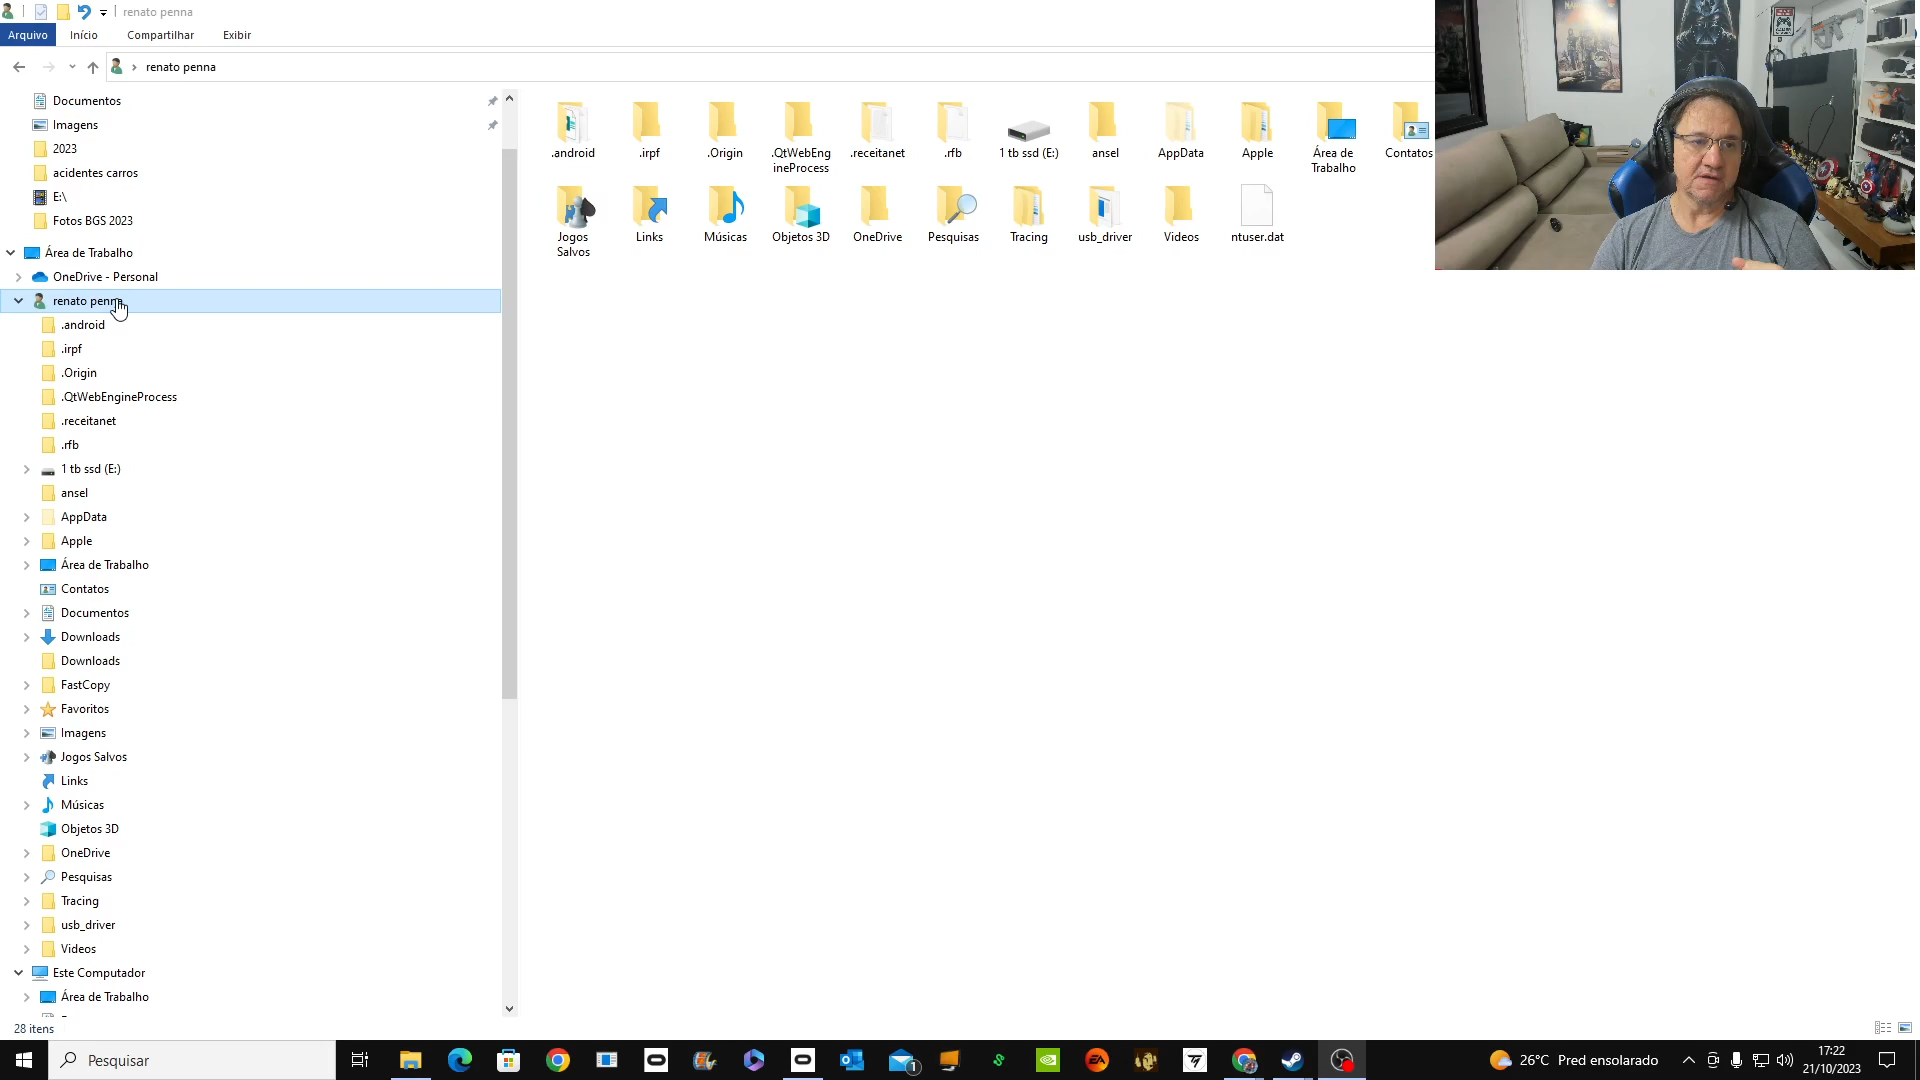 renato penna
Arquivo
Início
Compartilhar
Exibir
renato penna
Documentos
Imagens
2023
acidentes carros
E:\
Fotos BGS 2023
Área de Trabalho
OneDrive - Personal
renato penna
.android
.irpf
.Origin
.QtWebEngineProcess
.receitanet
.rfb
1 tb ssd (E:)
ansel
AppData
Apple
Área de Trabalho
Contatos
Documentos
Downloads
Downloads
FastCopy
Favoritos
Imagens
Jogos Salvos
Links
Músicas
Objetos 3D
OneDrive
Pesquisas
Tracing
usb_driver
Videos
Este Computador
Área de Trabalho
28 itens
.android
.irpf
.Origin
.QtWebEng
ineProcess
.receitanet
.rfb
1 tb ssd (E:)
ansel
AppData
Apple
Área de
Trabalho
Contatos
Jogos
Salvos
Links
Músicas
Objetos 3D
OneDrive
Pesquisas
Tracing
usb_driver
Videos
ntuser.dat
Pesquisar
1
EA
26°C Pred ensolarado
17:22
21/10/2023